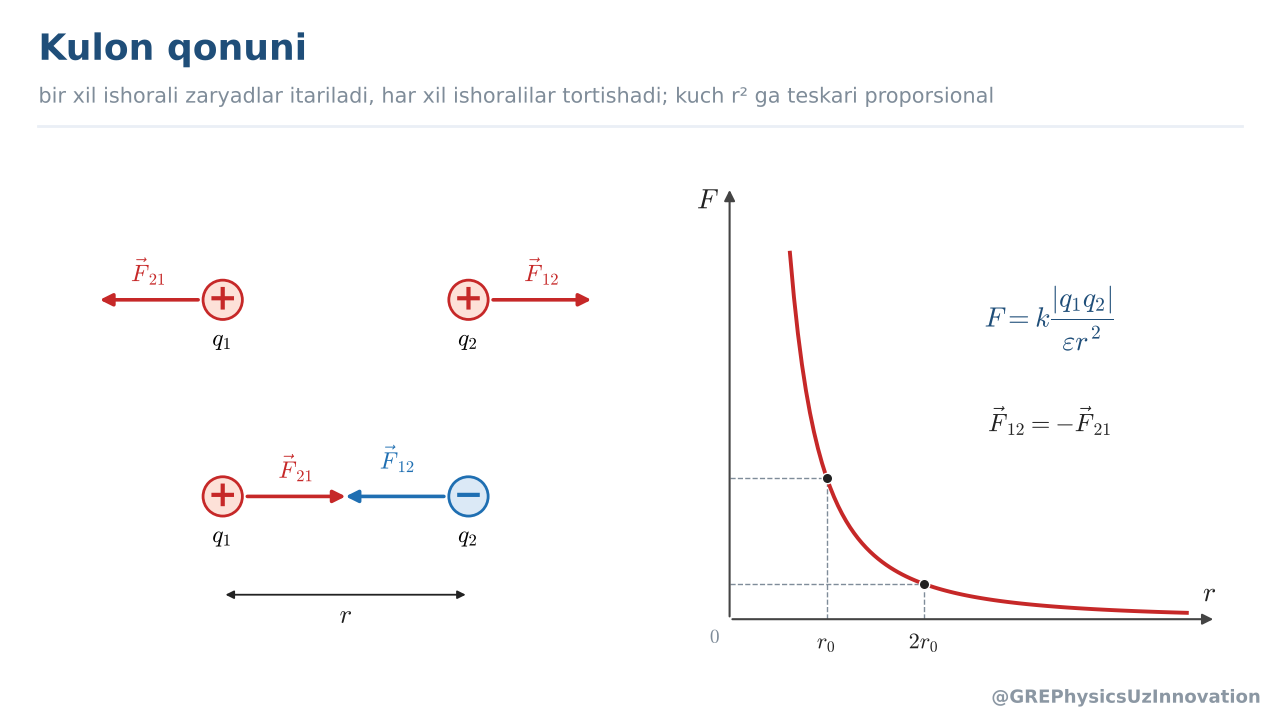 Kulon qonuni
bir xil ishorali zaryadlar itariladi, har xil ishoralilar tortishadi; kuch r² ga teskari proporsional
F⃗₂₁
+
q₁
+
F⃗₁₂
q₂
+
F⃗₂₁
F⃗₁₂
−
q₁
q₂
r
F
F = k|q₁q₂|/εr²
F⃗₁₂ = −F⃗₂₁
r
0
r₀
2r₀
@GREPhysicsUzInnovation